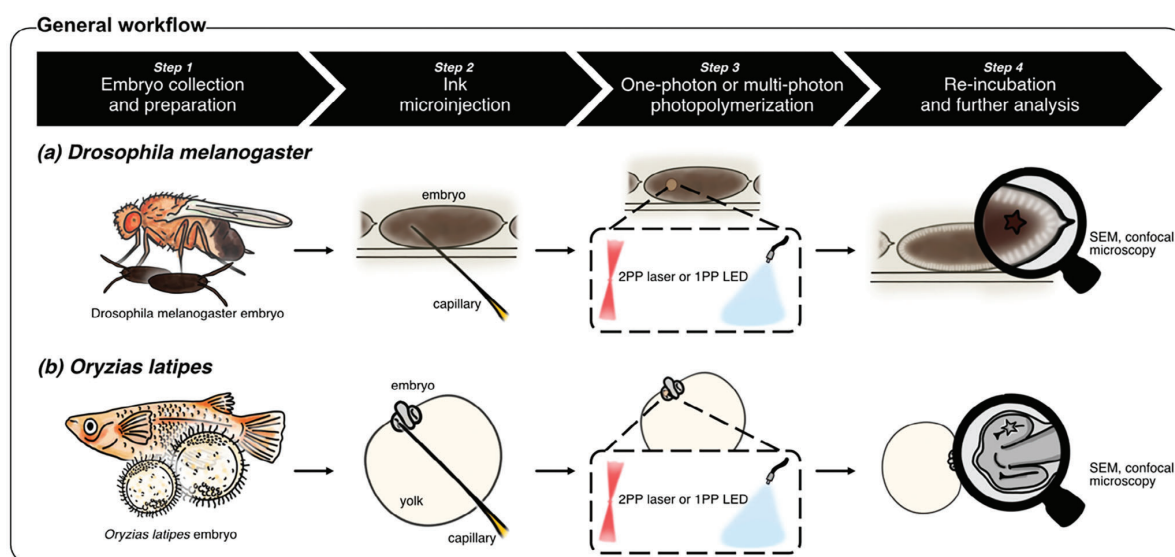 General workflow
Step 1
Embryo collection
and preparation
Step 2
Ink
microinjection
Step 3
One-photon or multi-photon
photopolymerization
Step 4
Re-incubation
and further analysis
(a) Drosophila melanogaster
Drosophila melanogaster embryo
embryo
capillary
2PP laser or 1PP LED
SEM, confocal
microscopy
(b) Oryzias latipes
Oryzias latipes embryo
embryo
yolk
capillary
2PP laser or 1PP LED
SEM, confocal
microscopy